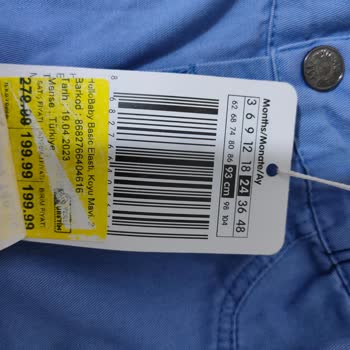 Months/Monate/Ay
3 6 9 12 18 24 36 48
62 68 74 80 86 93 cm 98 104
HelloBaby Basic Elasti, Koyu Mavi, 2
Barkod : 8682766404616
Tarih : 19.04.2023
Menşe : Türkiye
279.99 199.99 199.99